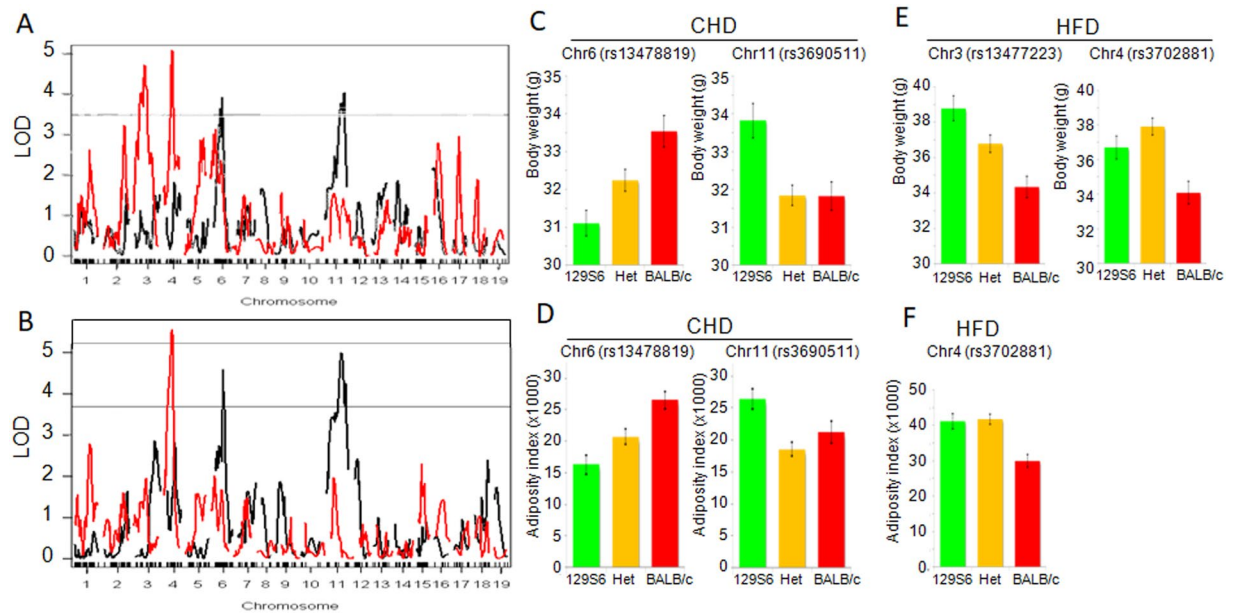 A
5
4
3
2
1
0
LOD
1 2 3 4 5 6 7 8 9 10 11 12 13 14 15 16 17 18 19
Chromosome
B
5
4
3
2
1
0
LOD
1 2 3 4 5 6 7 8 9 10 11 12 13 14 15 16 17 18 19
Chromosome
C
CHD
Chr6 (rs13478819)
Body weight (g)
35
34
33
32
31
30
129S6 Het BALB/c
Chr11 (rs3690511)
Body weight (g)
35
34
33
32
31
30
129S6 Het BALB/c
D
CHD
Chr6 (rs13478819)
Adiposity index (x1000)
30
25
20
15
10
5
0
129S6 Het BALB/c
Chr11 (rs3690511)
Adiposity index (x1000)
30
25
20
15
10
5
0
129S6 Het BALB/c
E
HFD
Chr3 (rs13477223)
Body weight (g)
40
38
36
34
32
30
129S6 Het BALB/c
Chr4 (rs3702881)
Body weight (g)
42
40
38
36
34
32
30
129S6 Het BALB/c
F
HFD
Chr4 (rs3702881)
Adiposity index (x1000)
50
40
30
20
10
0
129S6 Het BALB/c